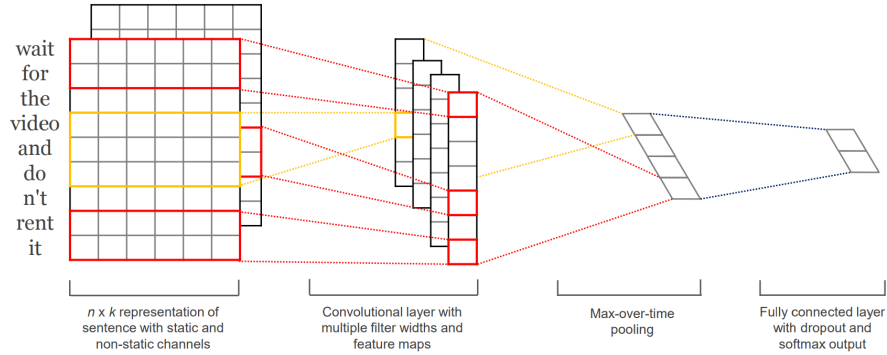 wait
for
the
video
and
do
n't
rent
it
n x k representation of
sentence with static and
non-static channels
Convolutional layer with
multiple filter widths and
feature maps
Max-over-time
pooling
Fully connected layer
with dropout and
softmax output